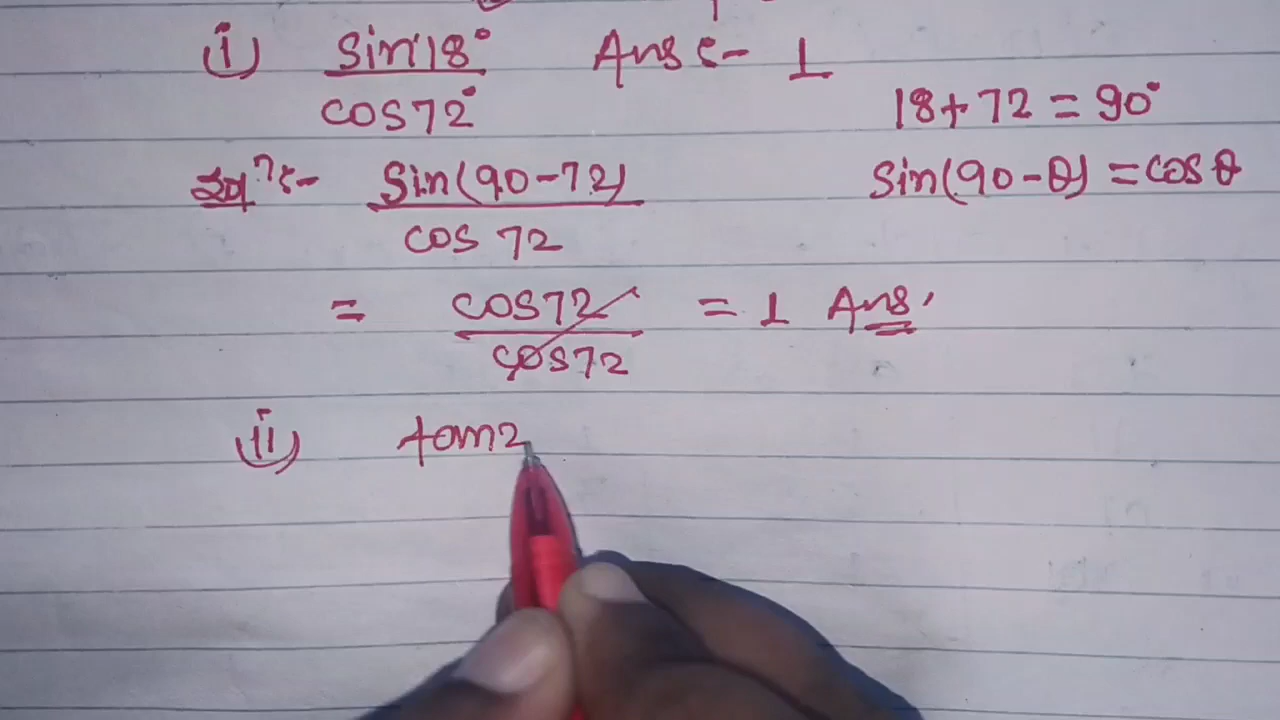 (i) sin18° Ans:- 1
cos72°
18+72 = 90°
Sin(90-72)
cos 72
Sin(90-θ) = cosθ
= cos72 = 1 Ans.
cos72
(ii) tan2